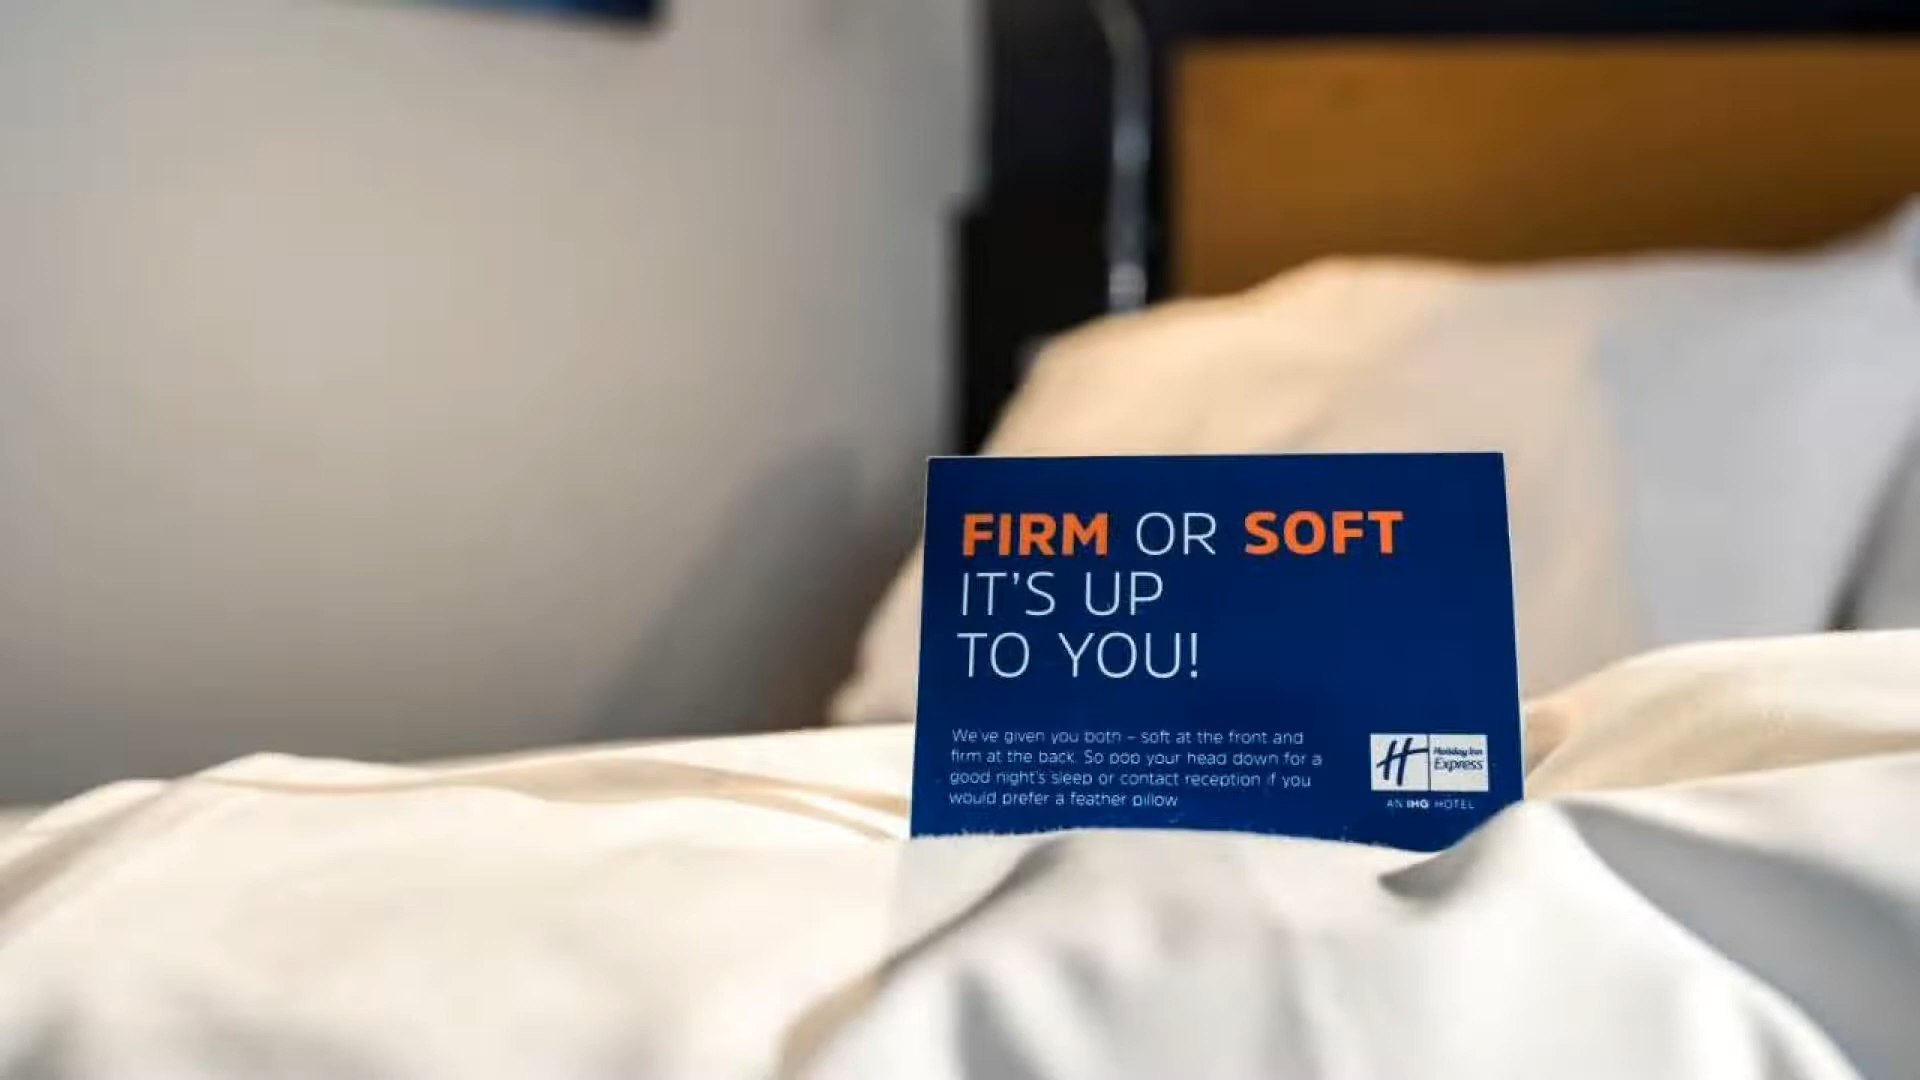 FIRM OR SOFT
IT'S UP
TO YOU!
We've given you both – soft at the front and
firm at the back. So pop your head down for a
good night's sleep or contact reception if you
would prefer a feather pillow
H Holiday Inn
Express
AN IHG HOTEL